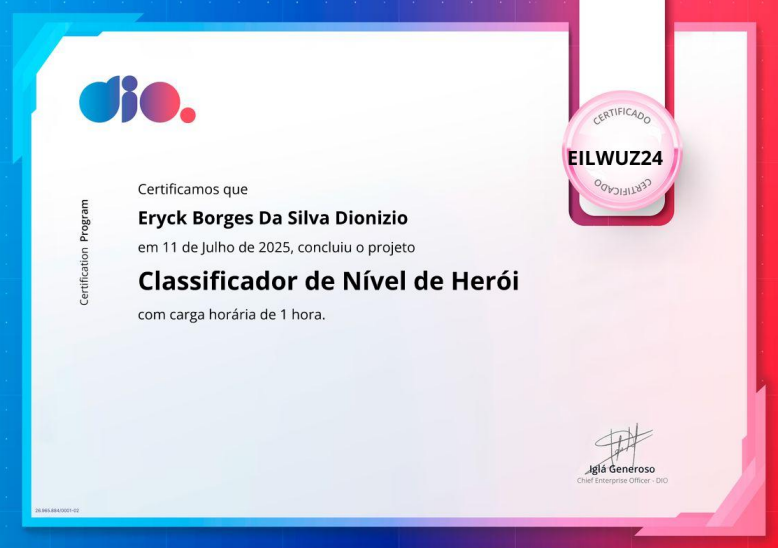 dio.
CERTIFICADO
EILWUZ24
CERTIFICADO
Certificamos que
Eryck Borges Da Silva Dionizio
em 11 de Julho de 2025, concluiu o projeto
Classificador de Nível de Herói
com carga horária de 1 hora.
Certification Program
Iglá Generoso
Chief Enterprise Officer - DIO